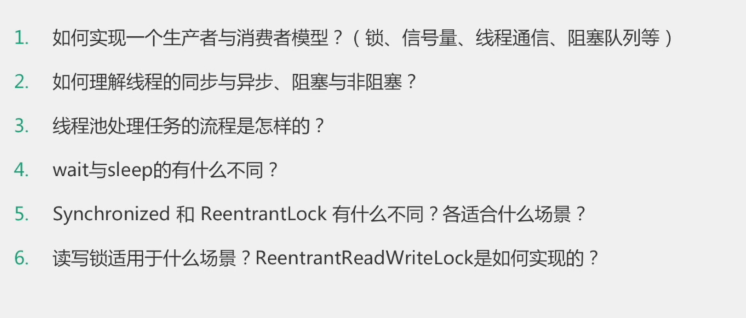 1. 如何实现一个生产者与消费者模型？（锁、信号量、线程通信、阻塞队列等）
2. 如何理解线程的同步与异步、阻塞与非阻塞？
3. 线程池处理任务的流程是怎样的？
4. wait与sleep的有什么不同？
5. Synchronized 和 ReentrantLock 有什么不同？各适合什么场景？
6. 读写锁适用于什么场景？ReentrantReadWriteLock是如何实现的？